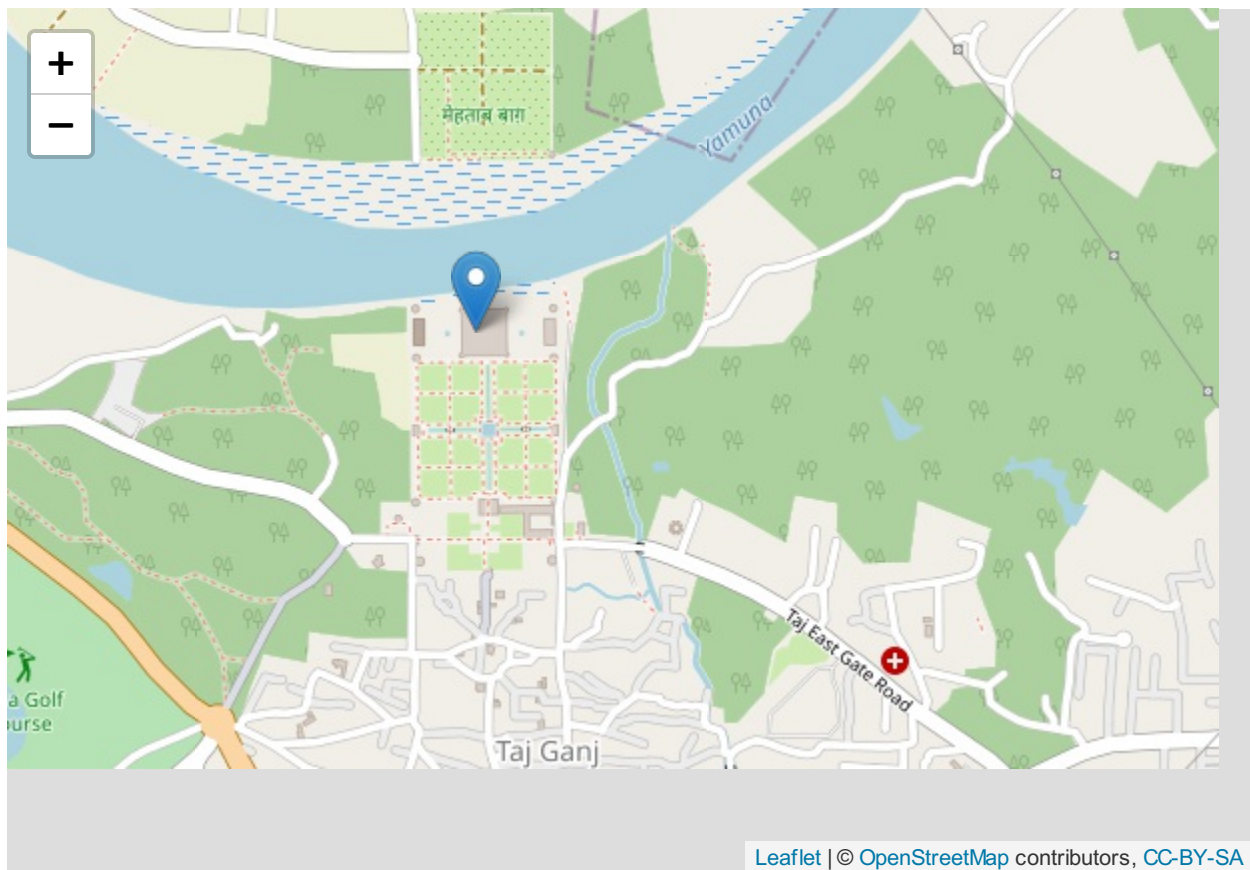 +
−
मेहताब बाग़
Yamuna
Taj East Gate Road
a Golf
ourse
Taj Ganj
Leaflet | © OpenStreetMap contributors, CC-BY-SA